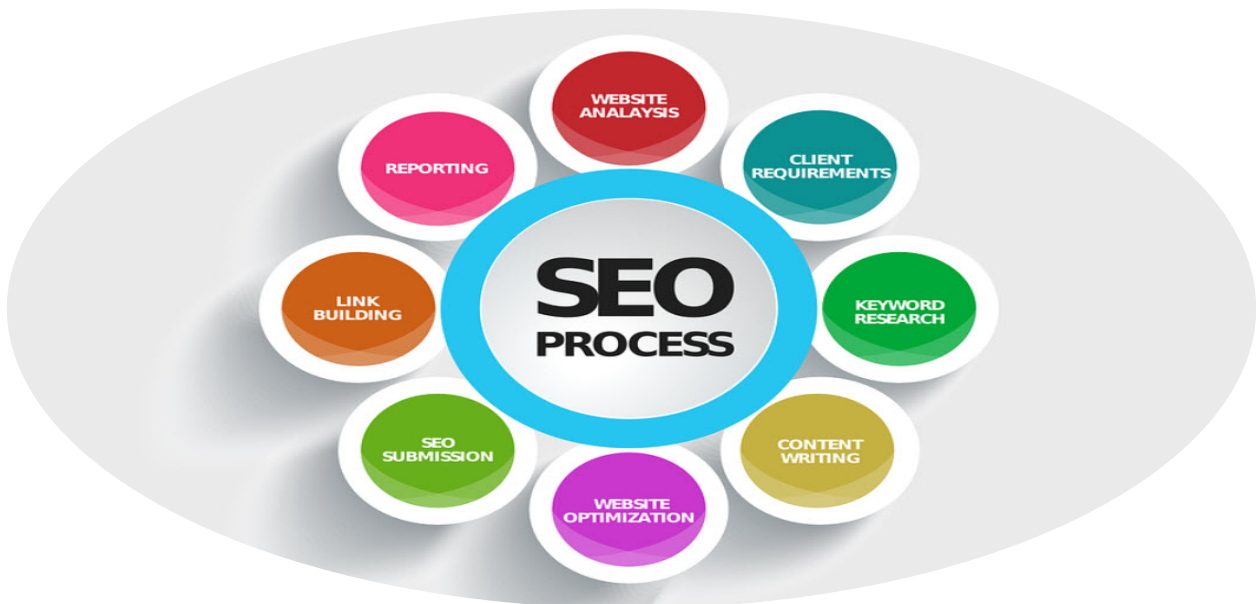 SEO
PROCESS
WEBSITE
ANALAYSIS
CLIENT
REQUIREMENTS
KEYWORD
RESEARCH
CONTENT
WRITING
WEBSITE
OPTIMIZATION
SEO
SUBMISSION
LINK
BUILDING
REPORTING